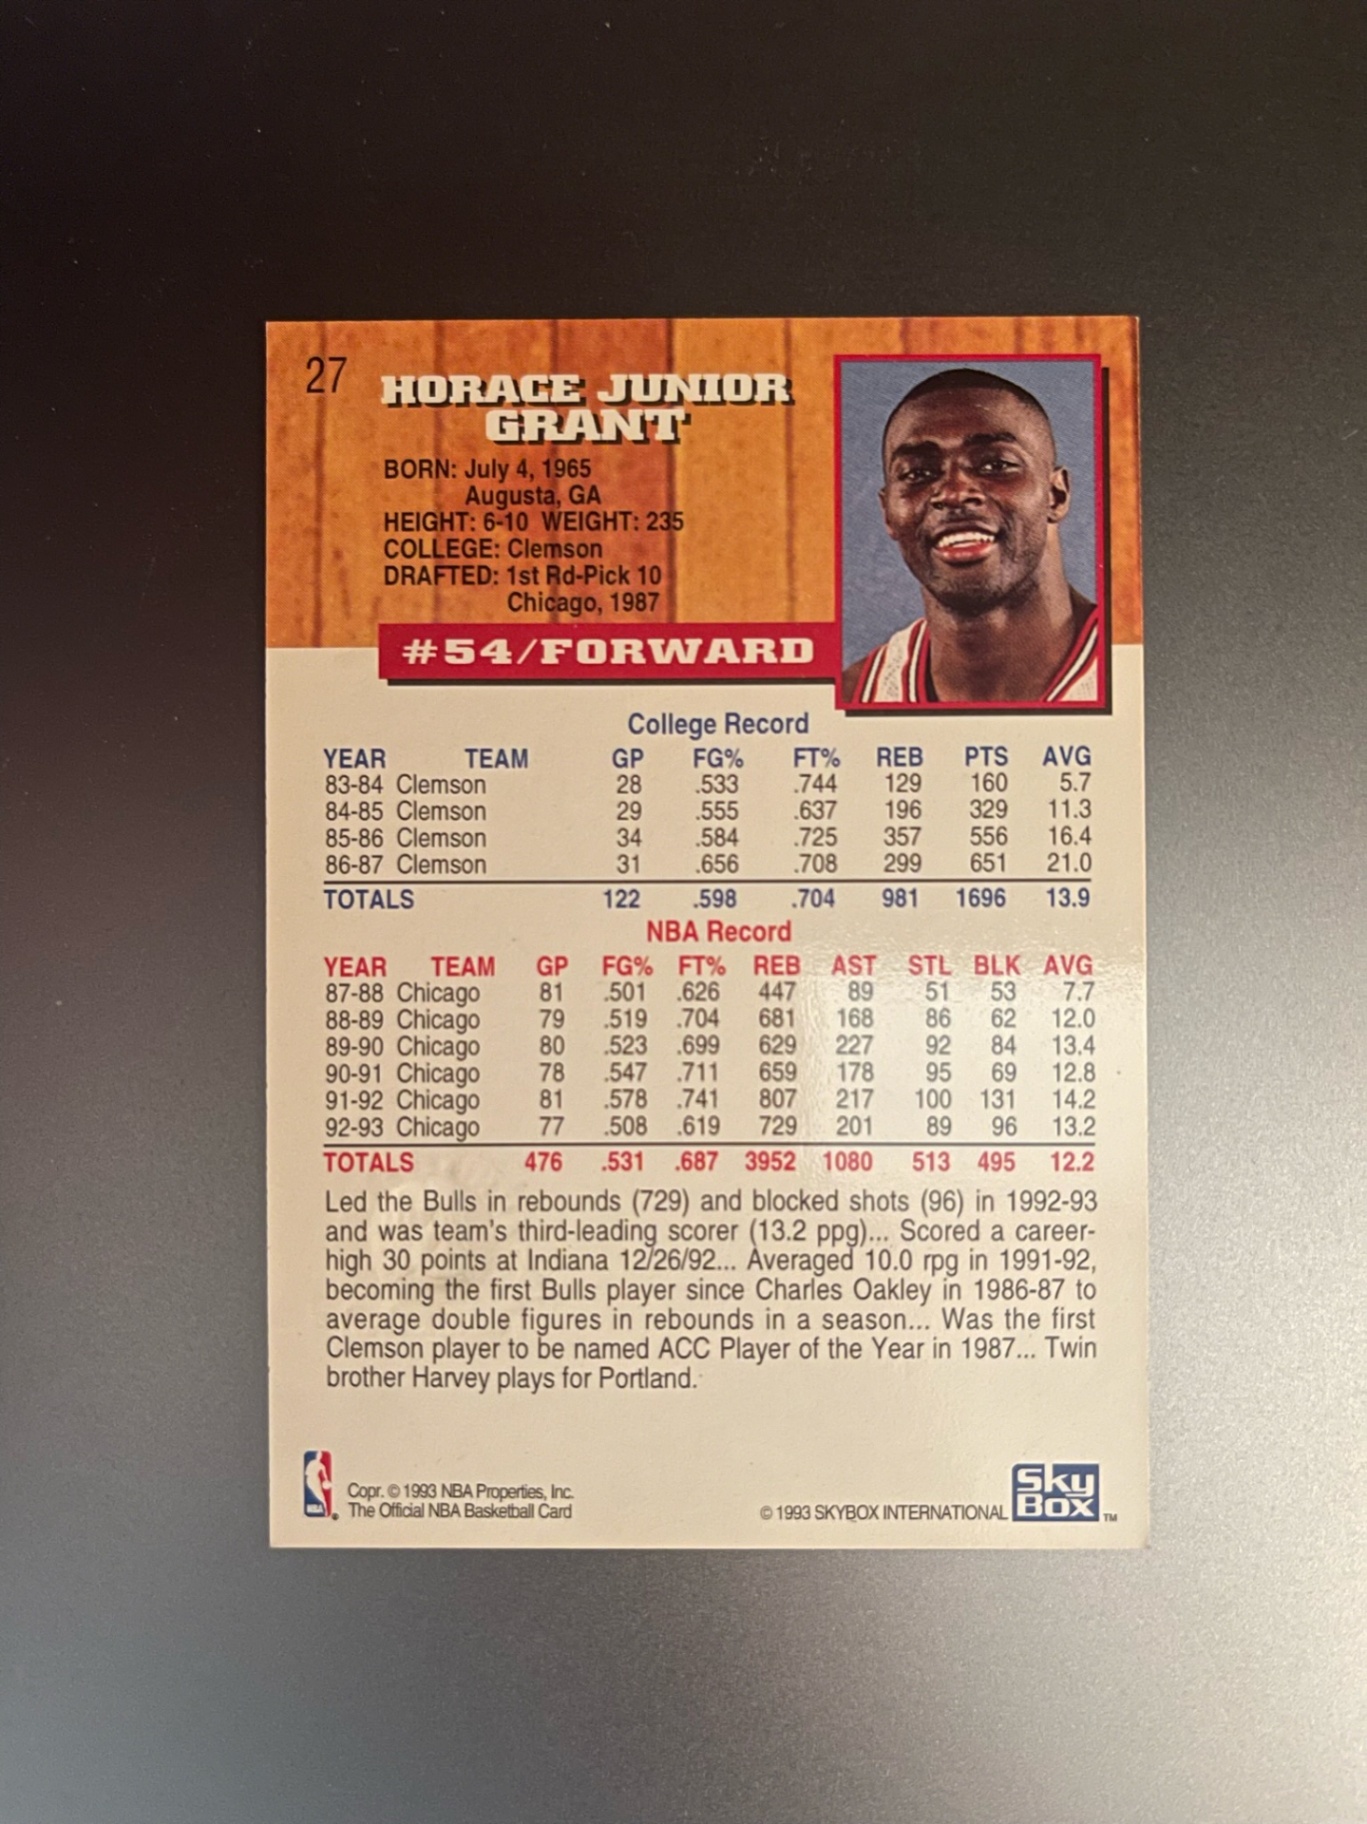 27
HORACE JUNIOR
GRANT
BORN: July 4, 1965
Augusta, GA
HEIGHT: 6-10 WEIGHT: 235
COLLEGE: Clemson
DRAFTED: 1st Rd-Pick 10
Chicago, 1987
#54/FORWARD
College Record
YEAR TEAM GP FG% FT% REB PTS AVG
83-84 Clemson 28 .533 .744 129 160 5.7
84-85 Clemson 29 .555 .637 196 329 11.3
85-86 Clemson 34 .584 .725 357 556 16.4
86-87 Clemson 31 .656 .708 299 651 21.0
TOTALS 122 .598 .704 981 1696 13.9
NBA Record
YEAR TEAM GP FG% FT% REB AST STL BLK AVG
87-88 Chicago 81 .501 .626 447 89 51 53 7.7
88-89 Chicago 79 .519 .704 681 168 86 62 12.0
89-90 Chicago 80 .523 .699 629 227 92 84 13.4
90-91 Chicago 78 .547 .711 659 178 95 69 12.8
91-92 Chicago 81 .578 .741 807 217 100 131 14.2
92-93 Chicago 77 .508 .619 729 201 89 96 13.2
TOTALS 476 .531 .687 3952 1080 513 495 12.2
Led the Bulls in rebounds (729) and blocked shots (96) in 1992-93
and was team's third-leading scorer (13.2 ppg)... Scored a career-
high 30 points at Indiana 12/26/92... Averaged 10.0 rpg in 1991-92,
becoming the first Bulls player since Charles Oakley in 1986-87 to
average double figures in rebounds in a season... Was the first
Clemson player to be named ACC Player of the Year in 1987... Twin
brother Harvey plays for Portland.
NBA
Copr. © 1993 NBA Properties, Inc.
The Official NBA Basketball Card
© 1993 SKYBOX INTERNATIONAL
Sky
BOX TM